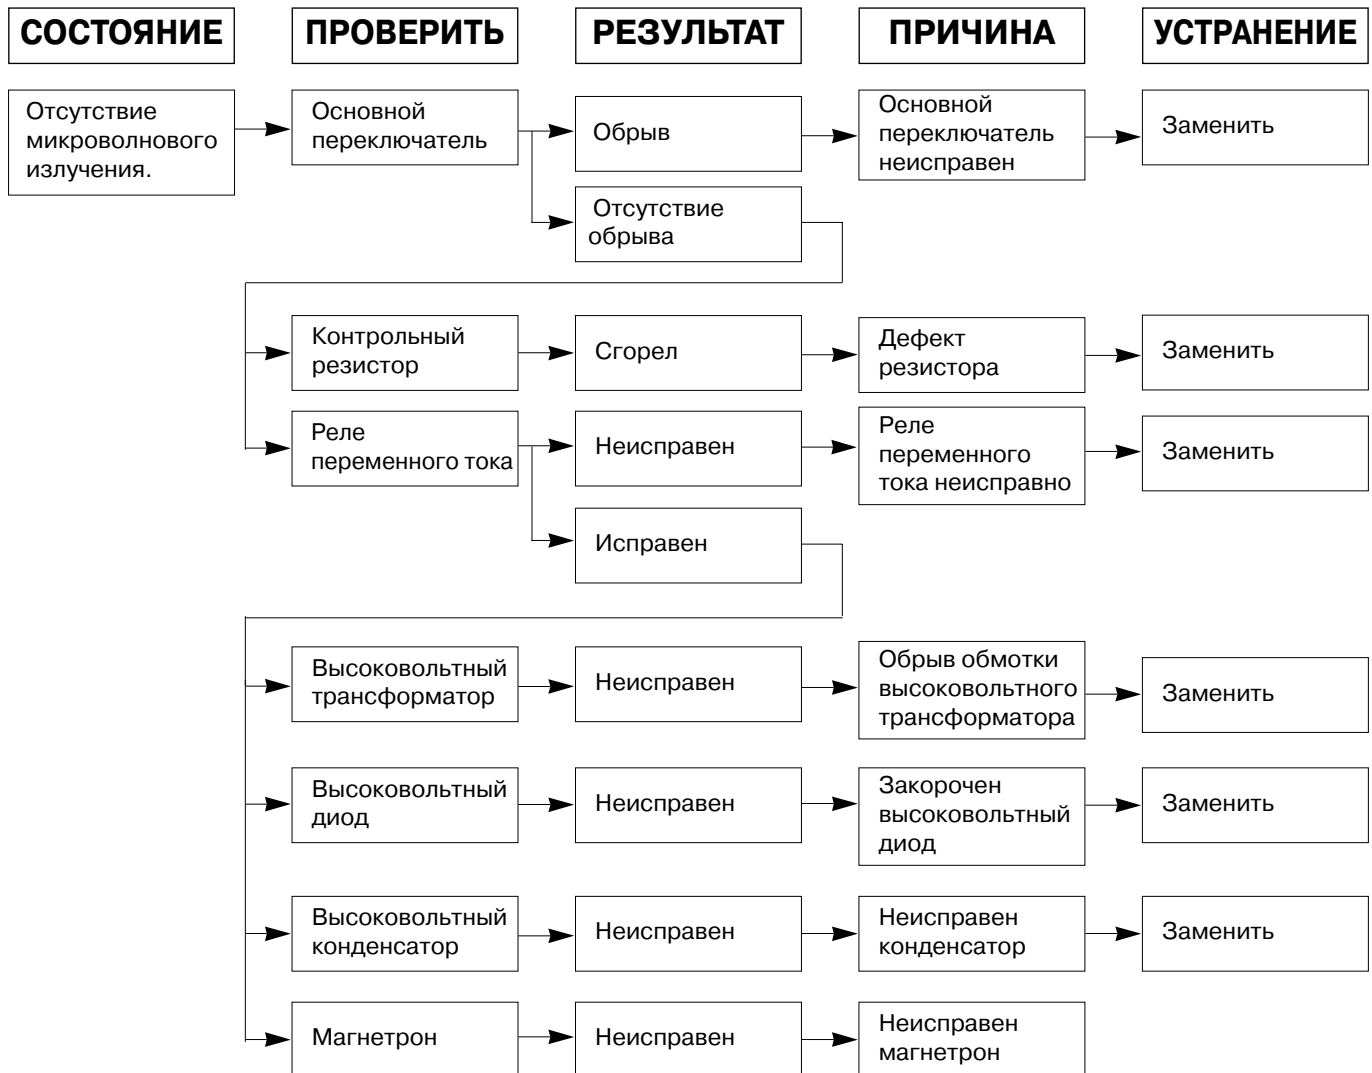 СОСТОЯНИЕ
ПРОВЕРИТЬ
РЕЗУЛЬТАТ
ПРИЧИНА
УСТРАНЕНИЕ
Отсутствие
микроволнового
излучения.
Основной
переключатель
Обрыв
Основной
переключатель
неисправен
Заменить
Отсутствие
обрыва
Контрольный
резистор
Сгорел
Дефект
резистора
Заменить
Реле
переменного тока
Неисправен
Реле
переменного
тока неисправно
Заменить
Исправен
Высоковольтный
трансформатор
Неисправен
Обрыв обмотки
высоковольтного
трансформатора
Заменить
Высоковольтный
диод
Неисправен
Закорочен
высоковольтный
диод
Заменить
Высоковольтный
конденсатор
Неисправен
Неисправен
конденсатор
Заменить
Магнетрон
Неисправен
Неисправен
магнетрон